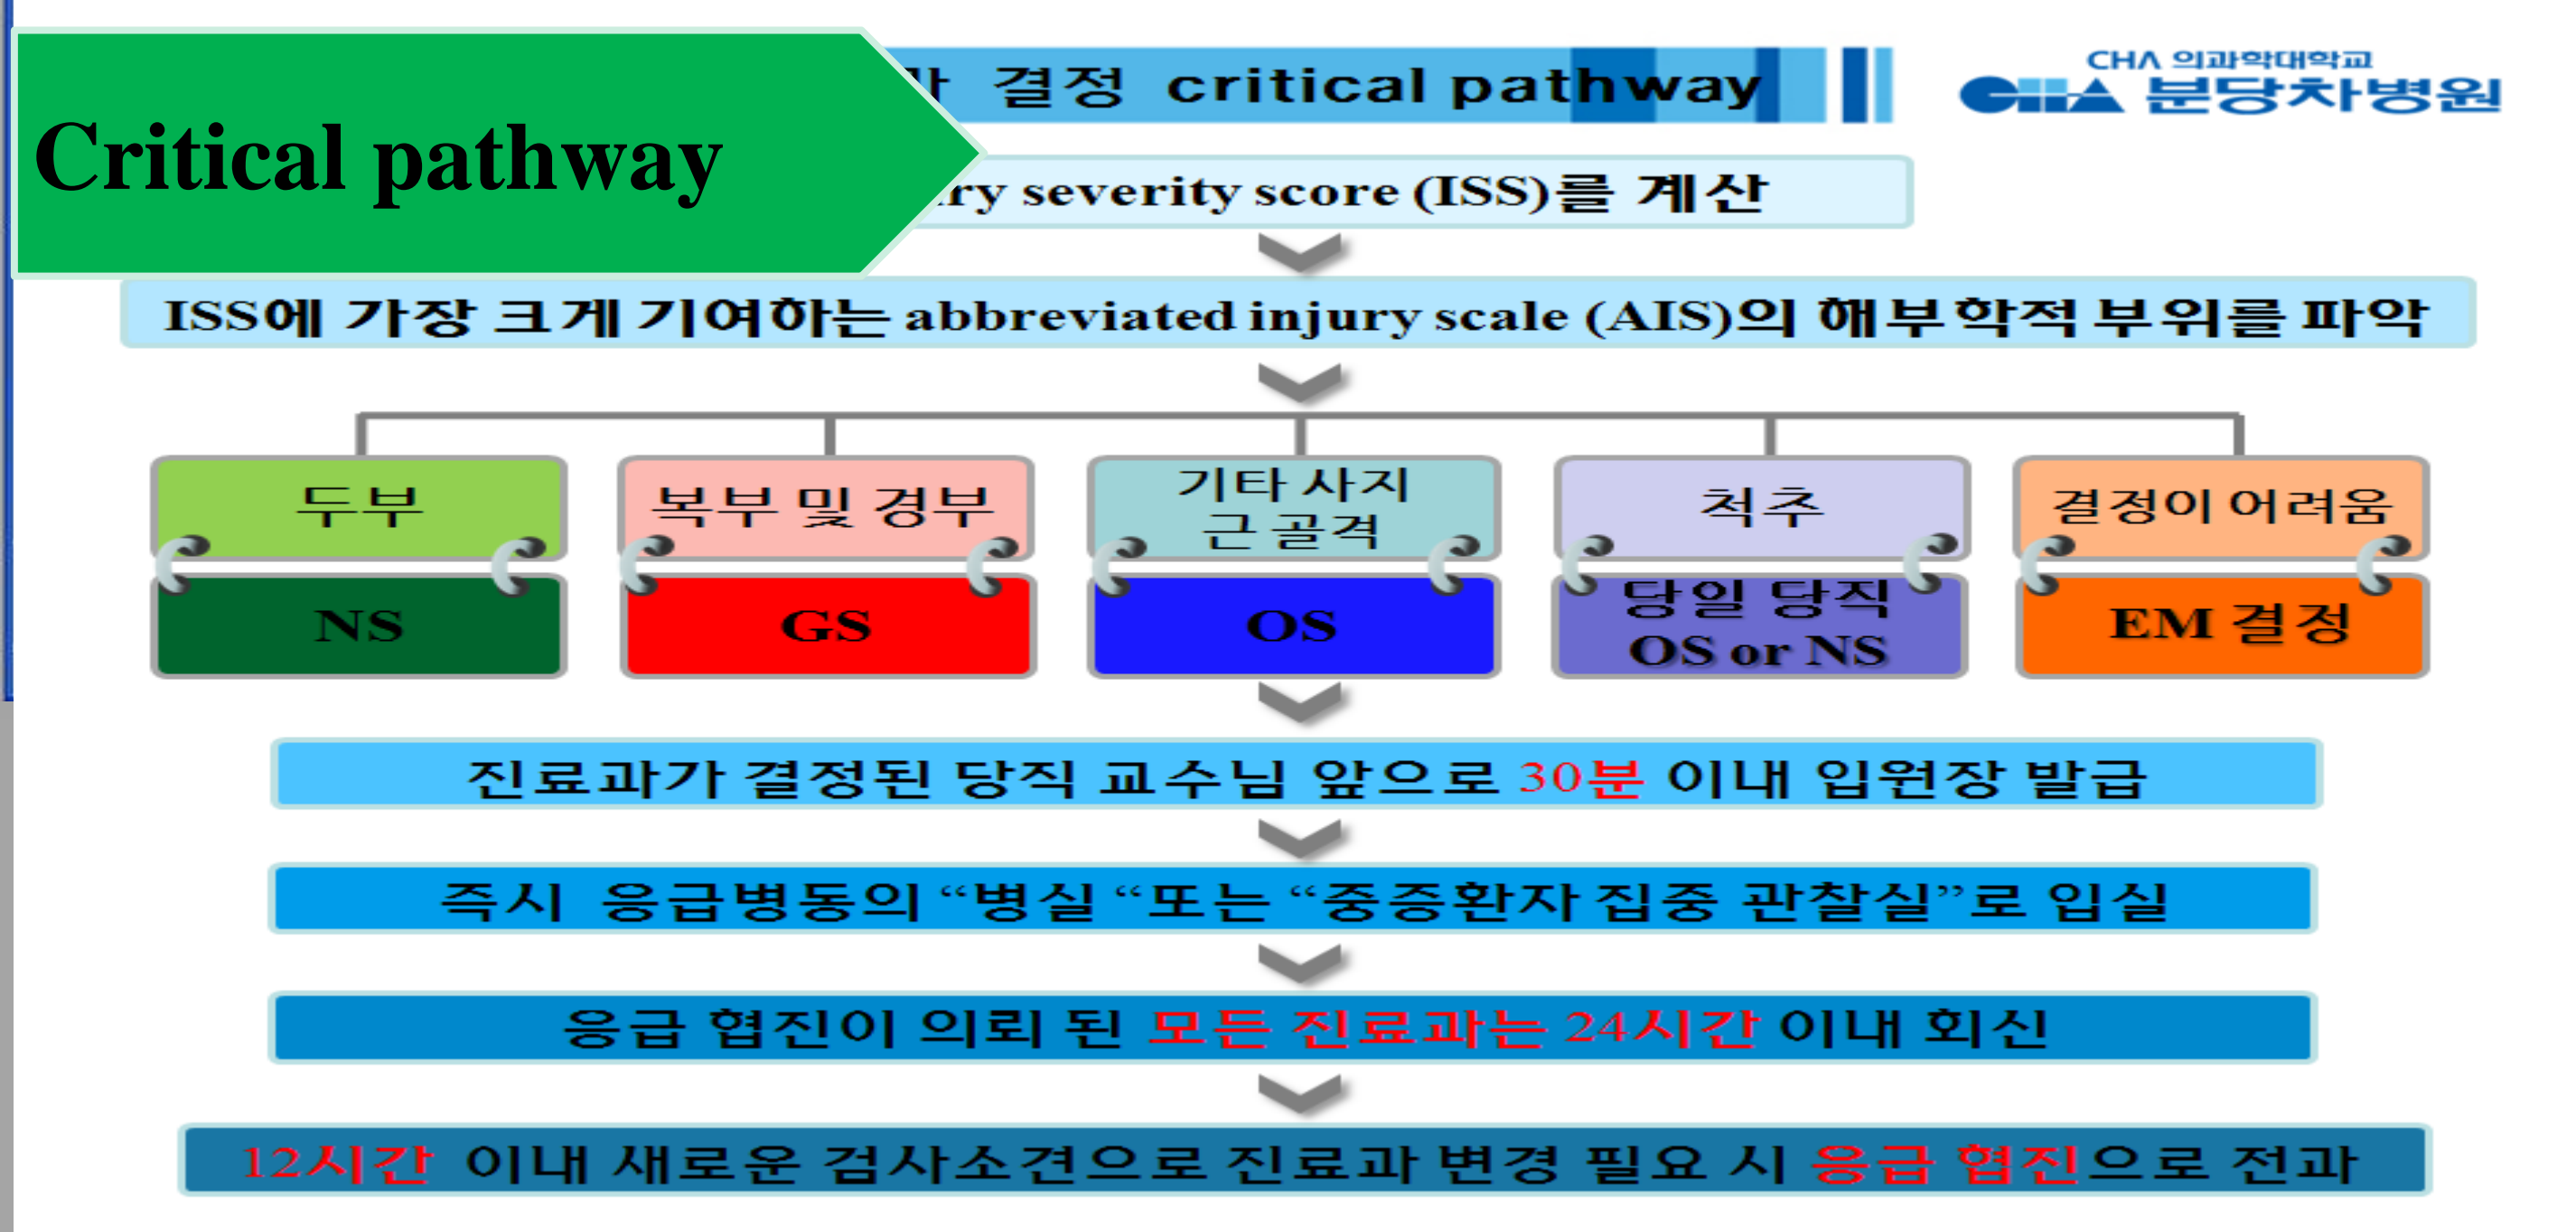 Critical pathway
결정 critical pathway
CHA 의과학대학교
CHA 분당차병원
severity score (ISS)를 계산
ISS에 가장 크게 기여하는 abbreviated injury scale (AIS)의 해부학적 부위를 파악
두부
복부 및 경부
기타 사지
근 골격
척추
결정이 어려움
NS
GS
OS
당일 당직
OS or NS
EM 결정
진료과가 결정된 당직 교수님 앞으로 30분 이내 입원장 발급
즉시 응급병동의 “병실 “또는 “중증환자 집중 관찰실”로 입실
응급 협진이 의뢰 된 모든 진료과는 24시간 이내 회신
12시간 이내 새로운 검사소견으로 진료과 변경 필요 시 응급 협진으로 전과